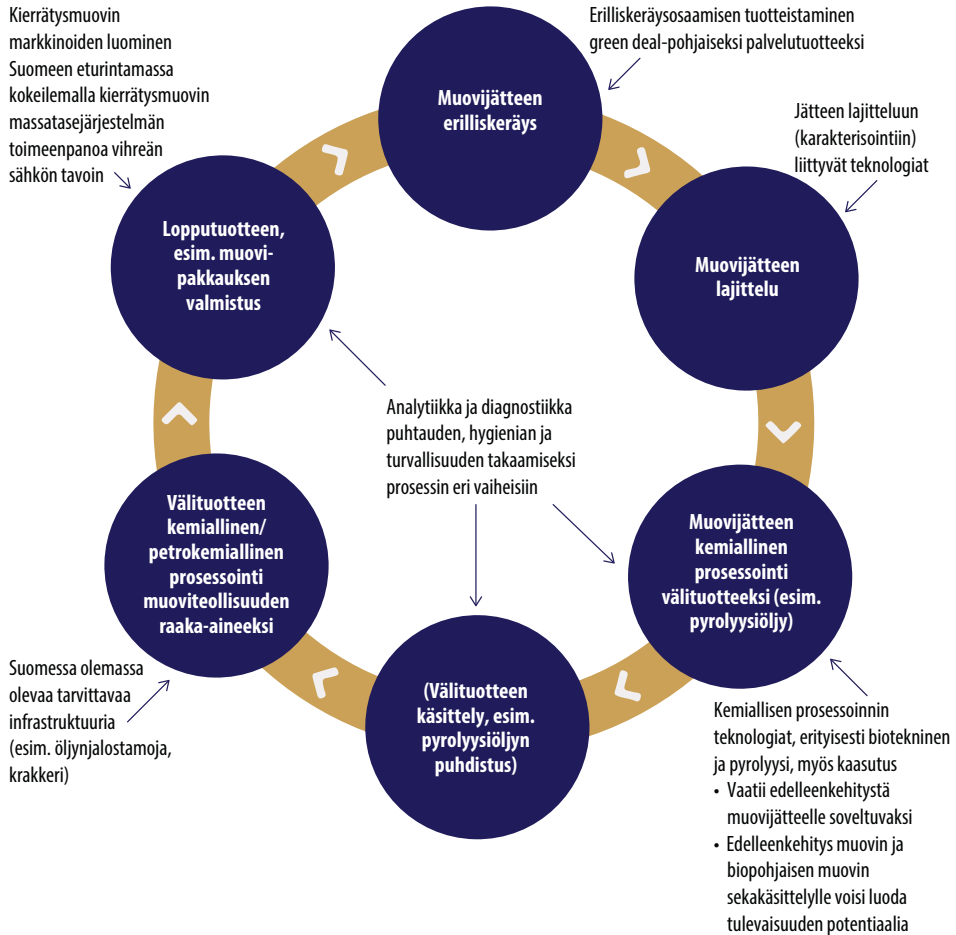 Kierrätysmuovin
markkinoiden luominen
Suomeen eturintamassa
kokeilemalla kierrätysmuovin
massatasejärjestelmän
toimeenpanoa vihreän
sähkön tavoin
Erilliskeräysosaamisen tuotteistaminen
green deal-pohjaiseksi palvelutuotteeksi
Muovijätteen
erilliskeräys
Jätteen lajitteluun
(karakterisointiin)
liittyvät teknologiat
Lopputuotteen,
esim. muovi-
pakkauksen
valmistus
Muovijätteen
lajittelu
Analytiikka ja diagnostiikka
puhtauden, hygienian ja
turvallisuuden takaamiseksi
prosessin eri vaiheisiin
Välituotteen
kemiallinen/
petrokemiallinen
prosessointi
muoviteollisuuden
raaka-aineeksi
Muovijätteen
kemiallinen
prosessointi
välituotteeksi (esim.
pyrolyysiöljy)
Suomessa olemassa
olevaa tarvittavaa
infrastruktuuria
(esim. öljynjalostamoja,
krakkeri)
(Välituotteen
käsittely, esim.
pyrolyysiöljyn
puhdistus)
Kemiallisen prosessoinnin
teknologiat, erityisesti biotekninen
ja pyrolyysi, myös kaasutus
• Vaatii edelleenkehitystä
muovijätteelle soveltuvaksi
• Edelleenkehitys muovin ja
biopohjaisen muovin
sekakäsittelylle voisi luoda
tulevaisuuden potentiaalia